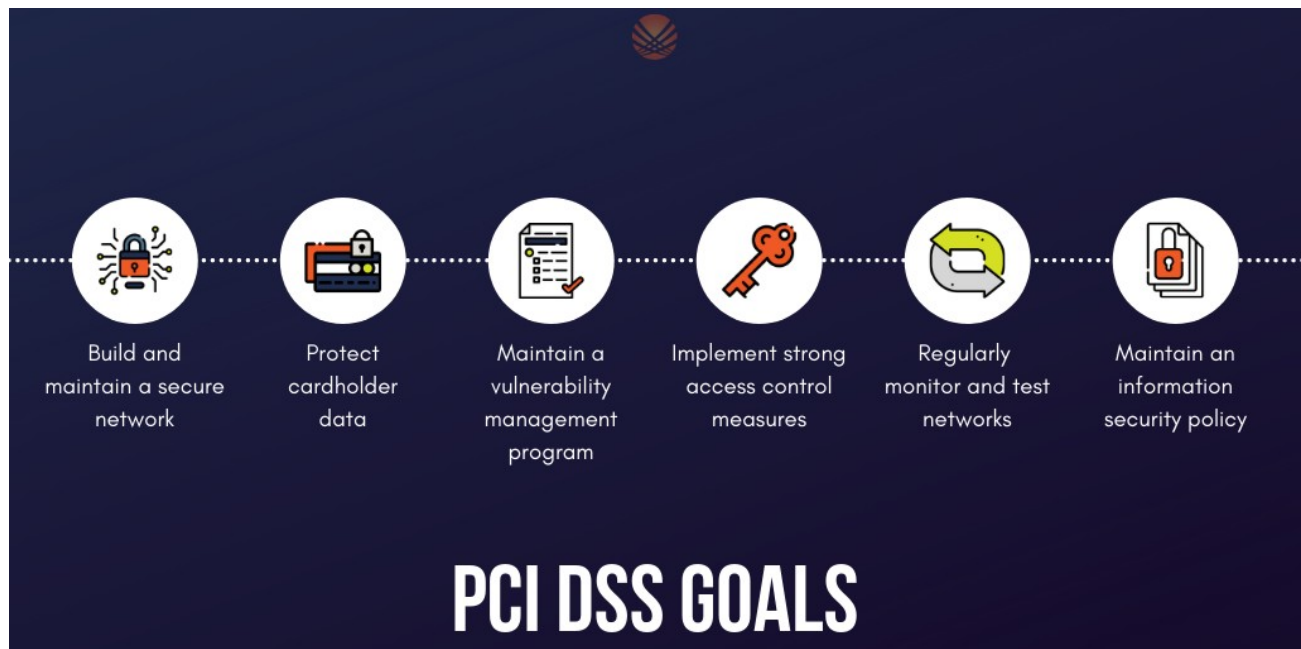 Build and
maintain a secure
network
Protect
cardholder
data
Maintain a
vulnerability
management
program
Implement strong
access control
measures
Regularly
monitor and test
networks
Maintain an
information
security policy
PCI DSS GOALS